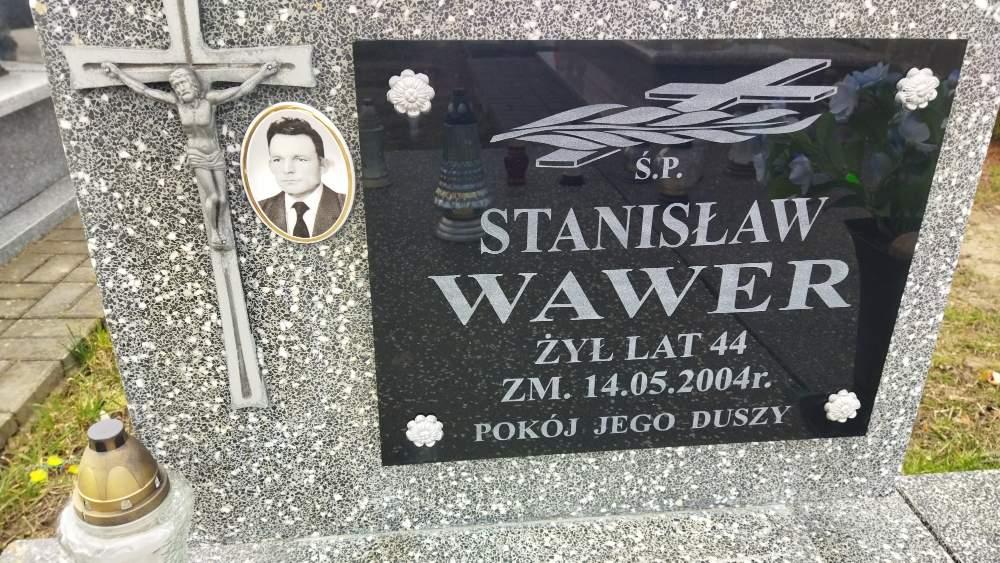 Ś.P.
STANISŁAW
WAWER
ŻYŁ LAT 44
ZM. 14.05.2004r.
POKÓJ JEGO DUSZY